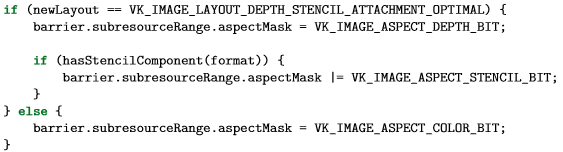 if (newLayout == VK_IMAGE_LAYOUT_DEPTH_STENCIL_ATTACHMENT_OPTIMAL) {
    barrier.subresourceRange.aspectMask = VK_IMAGE_ASPECT_DEPTH_BIT;

    if (hasStencilComponent(format)) {
        barrier.subresourceRange.aspectMask |= VK_IMAGE_ASPECT_STENCIL_BIT;
    }
} else {
    barrier.subresourceRange.aspectMask = VK_IMAGE_ASPECT_COLOR_BIT;
}